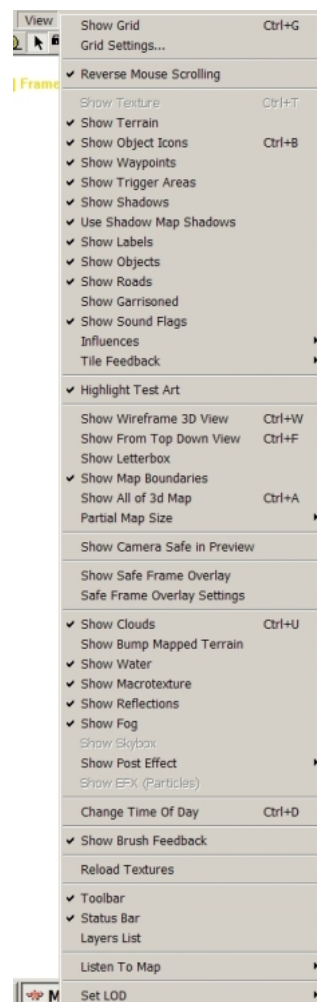 View
Show Grid Ctrl+G
Grid Settings...
Frame
Reverse Mouse Scrolling
Show Texture Ctrl+T
Show Terrain
Show Object Icons Ctrl+B
Show Waypoints
Show Trigger Areas
Show Shadows
Use Shadow Map Shadows
Show Labels
Show Objects
Show Roads
Show Garrisoned
Show Sound Flags
Influences
Tile Feedback
Highlight Test Art
Show Wireframe 3D View Ctrl+W
Show From Top Down View Ctrl+F
Show Letterbox
Show Map Boundaries
Show All of 3d Map Ctrl+A
Partial Map Size
Show Camera Safe in Preview
Show Safe Frame Overlay
Safe Frame Overlay Settings
Show Clouds Ctrl+U
Show Bump Mapped Terrain
Show Water
Show Macrotexture
Show Reflections
Show Fog
Show Skybox
Show Post Effect
Show EFX (Particles)
Change Time Of Day Ctrl+D
Show Brush Feedback
Reload Textures
Toolbar
Status Bar
Layers List
Listen To Map
M
Set LOD